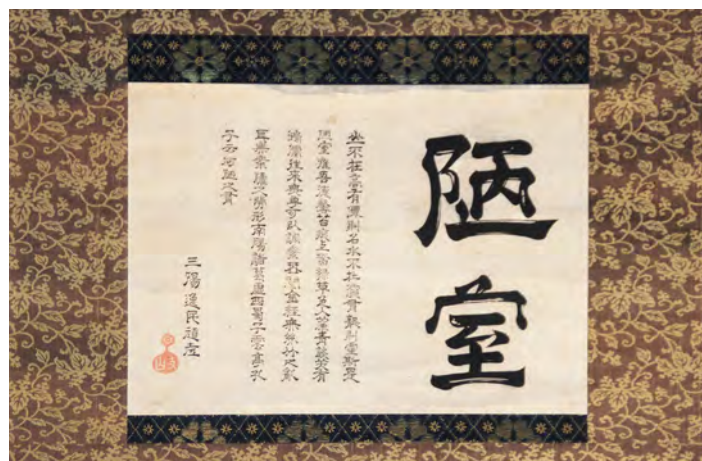 陋室
山不在高有僊則名水不在深有龍則靈斯是
陋室惟吾德馨苔痕上階綠草色入簾青談笑有
鴻儒往來無白丁可以調素琴閱金經無絲竹之亂
耳無案牘之勞形南陽諸葛廬西蜀子雲亭孔
子云何陋之有
三陽逸民頑